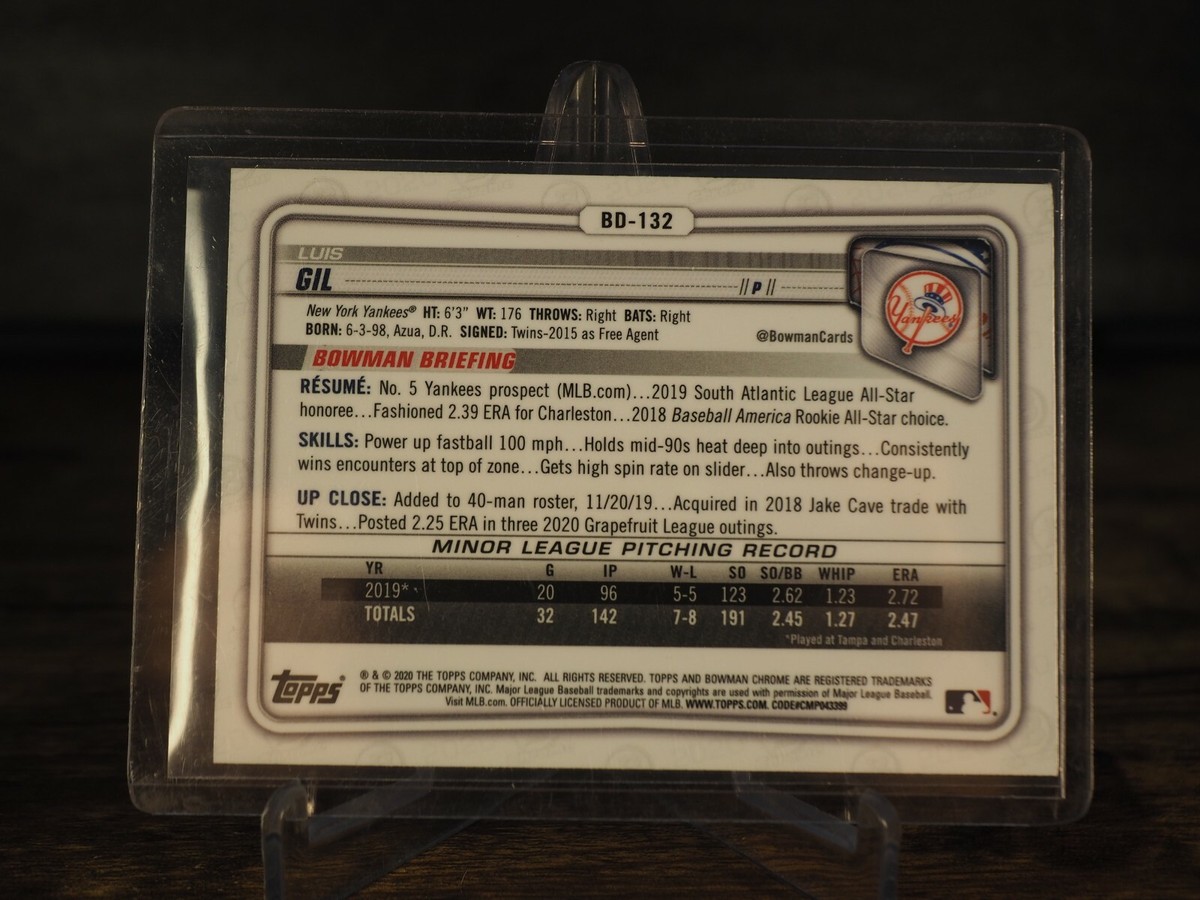 BD-132
LUIS
GIL
// P //
New York Yankees® HT: 6'3" WT: 176 THROWS: Right BATS: Right
BORN: 6-3-98, Azua, D.R. SIGNED: Twins-2015 as Free Agent
@BowmanCards
Yankees
BOWMAN BRIEFING
RÉSUMÉ: No. 5 Yankees prospect (MLB.com)...2019 South Atlantic League All-Star
honoree...Fashioned 2.39 ERA for Charleston...2018 Baseball America Rookie All-Star choice.
SKILLS: Power up fastball 100 mph...Holds mid-90s heat deep into outings...Consistently
wins encounters at top of zone...Gets high spin rate on slider...Also throws change-up.
UP CLOSE: Added to 40-man roster, 11/20/19...Acquired in 2018 Jake Cave trade with
Twins...Posted 2.25 ERA in three 2020 Grapefruit League outings.
MINOR LEAGUE PITCHING RECORD
YR G IP W-L SO SO/BB WHIP ERA
2019* 20 96 5-5 123 2.62 1.23 2.72
TOTALS 32 142 7-8 191 2.45 1.27 2.47
*Played at Tampa and Charleston
topps®
® & © 2020 THE TOPPS COMPANY, INC. ALL RIGHTS RESERVED. TOPPS AND BOWMAN CHROME ARE REGISTERED TRADEMARKS
OF THE TOPPS COMPANY, INC. Major League Baseball trademarks and copyrights are used with permission of Major League Baseball.
Visit MLB.com. OFFICIALLY LICENSED PRODUCT OF MLB. WWW.TOPPS.COM. CODE#CMP043399